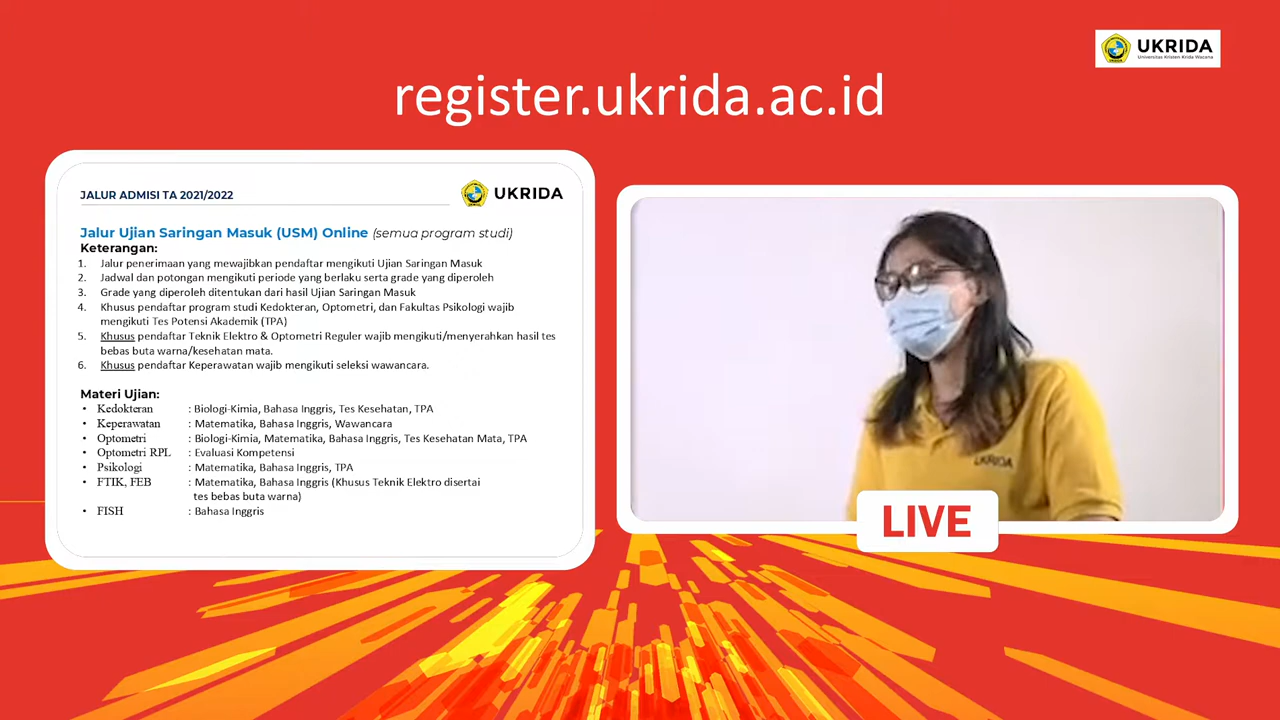 UKRIDA
Universitas Kristen Krida Wacana
register.ukrida.ac.id
JALUR ADMISI TA 2021/2022
UKRIDA
Jalur Ujian Saringan Masuk (USM) Online (semua program studi)
Keterangan:
1. Jalur penerimaan yang mewajibkan pendaftar mengikuti Ujian Saringan Masuk
2. Jadwal dan potongan mengikuti periode yang berlaku serta grade yang diperoleh
3. Grade yang diperoleh ditentukan dari hasil Ujian Saringan Masuk
4. Khusus pendaftar program studi Kedokteran, Optometri, dan Fakultas Psikologi wajib
mengikuti Tes Potensi Akademik (TPA)
5. Khusus pendaftar Teknik Elektro & Optometri Reguler wajib mengikuti/menyerahkan hasil tes
bebas buta warna/kesehatan mata.
6. Khusus pendaftar Keperawatan wajib mengikuti seleksi wawancara.
Materi Ujian:
• Kedokteran : Biologi-Kimia, Bahasa Inggris, Tes Kesehatan, TPA
• Keperawatan : Matematika, Bahasa Inggris, Wawancara
• Optometri : Biologi-Kimia, Matematika, Bahasa Inggris, Tes Kesehatan Mata, TPA
• Optometri RPL : Evaluasi Kompetensi
• Psikologi : Matematika, Bahasa Inggris, TPA
• FTIK, FEB : Matematika, Bahasa Inggris (Khusus Teknik Elektro disertai
tes bebas buta warna)
• FISH : Bahasa Inggris
UKRIDA
LIVE